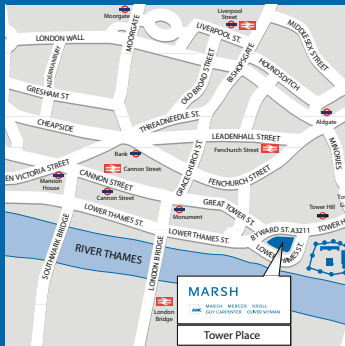 Moorgate
Liverpool
Street
LIVERPOOL ST.
MIDDLESEX STREET
LONDON WALL
MOORGATE
BISHOPSGATE
ALDERMANBURY
OLD BROAD STREET
HOUNDSDITCH
GRESHAM ST
CHEAPSIDE
THREADNEEDLE ST.
Aldgate
LEADENHALL STREET
Fenchurch Street
MINORIES
Bank
EN VICTORIA STREET
Mansion
House
Cannon Street
CANNON STREET
Cannon Street
GRACECHURCH ST
FENCHURCH STREET
LOWER THAMES ST.
Monument
GREAT TOWER ST.
Tower Hill
TOWER H
BYWARD ST. A3211
LOWER THAMES ST.
LOWER THAMES ST.
SOUTHWARK BRIDGE
RIVER THAMES
LONDON BRIDGE
London
Bridge
MARSH
MMC
MARSH MERCER KROLL
GUY CARPENTER OLIVER WYMAN
Tower Place